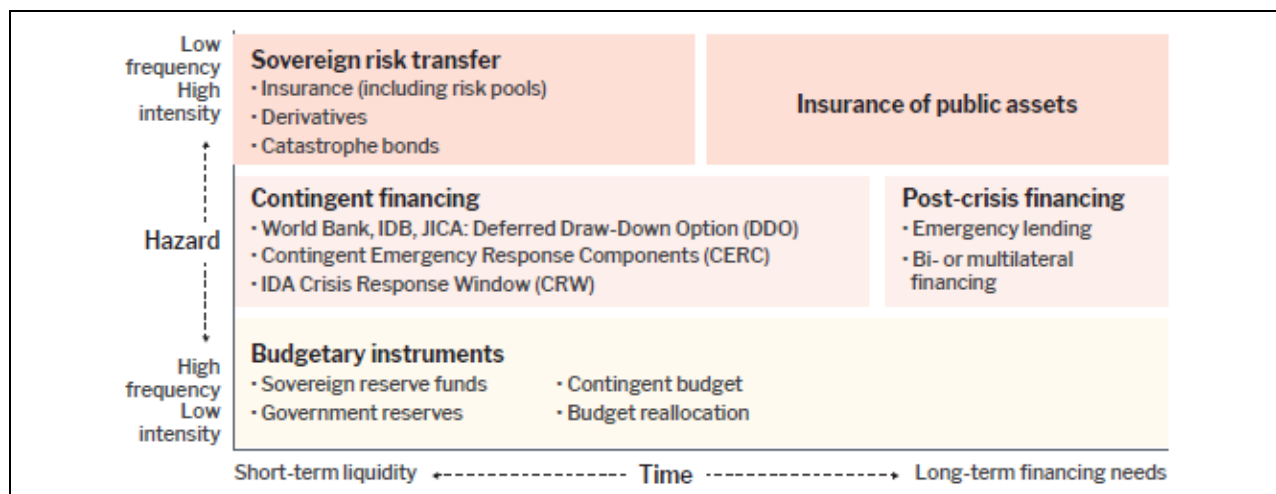 Low
frequency
High
intensity
Sovereign risk transfer
· Insurance (including risk pools)
· Derivatives
· Catastrophe bonds
Insurance of public assets
Hazard
Contingent financing
· World Bank, IDB, JICA: Deferred Draw-Down Option (DDO)
· Contingent Emergency Response Components (CERC)
· IDA Crisis Response Window (CRW)
Post-crisis financing
· Emergency lending
· Bi- or multilateral
financing
High
frequency
Low
intensity
Budgetary instruments
· Sovereign reserve funds
· Government reserves
· Contingent budget
· Budget reallocation
Short-term liquidity
Time
Long-term financing needs